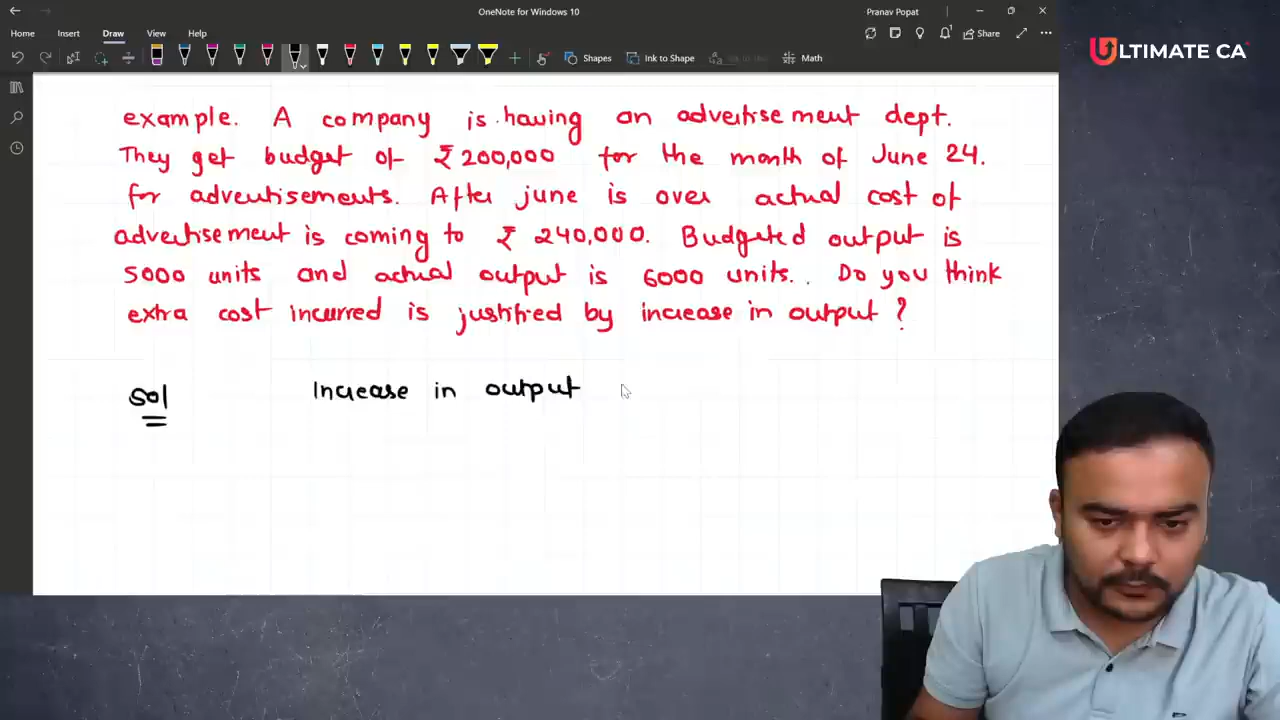 OneNote for Windows 10
Pranav Popat
Home Insert Draw View Help
Share
Shapes
Ink to Shape
Math
ULTIMATE CA
example. A company is having an advertisement dept.
They get budget of ₹200,000 for the month of June 24.
for advertisements. After june is over actual cost of
advertisement is coming to ₹ 240,000. Budgeted output is
5000 units and actual output is 6000 units.. Do you think
extra cost incurred is justified by increase in output ?
Sol Increase in output